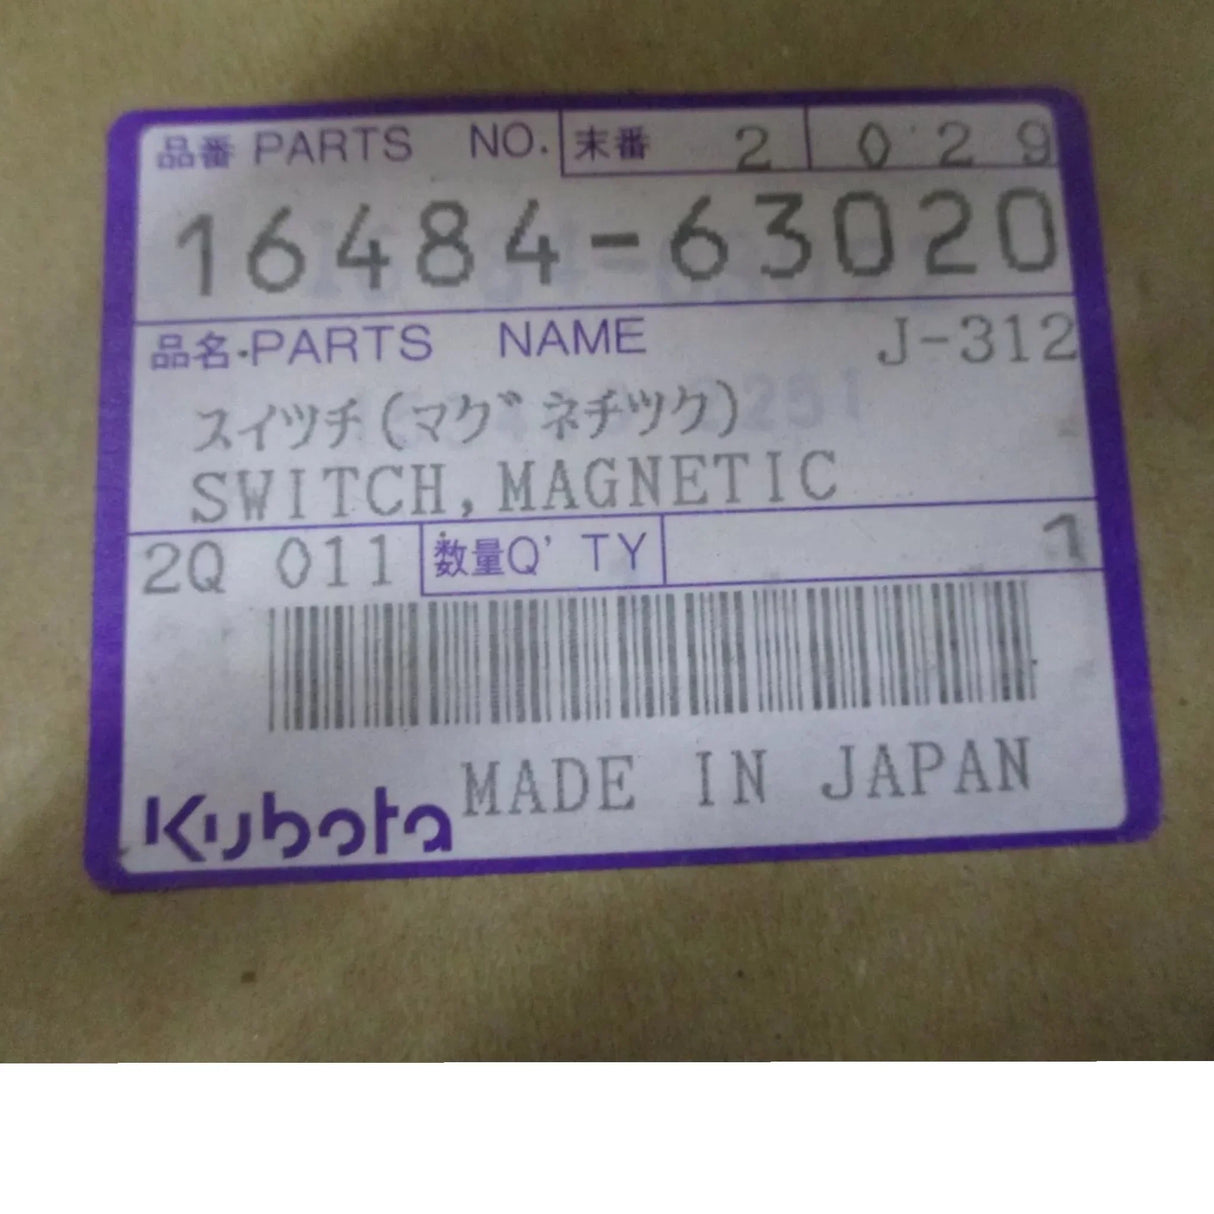 品番 PARTS NO. 末番 2 029
16484-63020
品名・PARTS NAME J-312
スイツチ(マグネチツク)
SWITCH,MAGNETIC
2Q 011 数量Q'TY 1
MADE IN JAPAN
Kubota